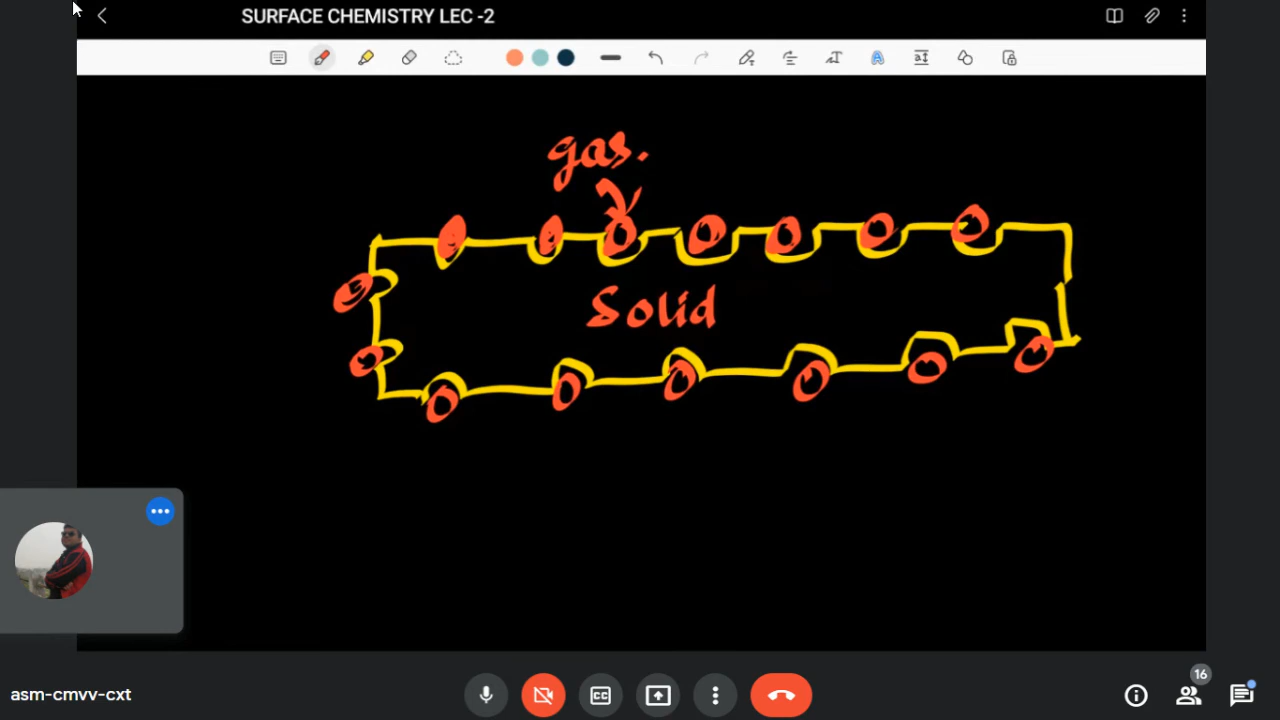 SURFACE CHEMISTRY LEC -2
gas.
Solid
16
asm-cmvv-cxt